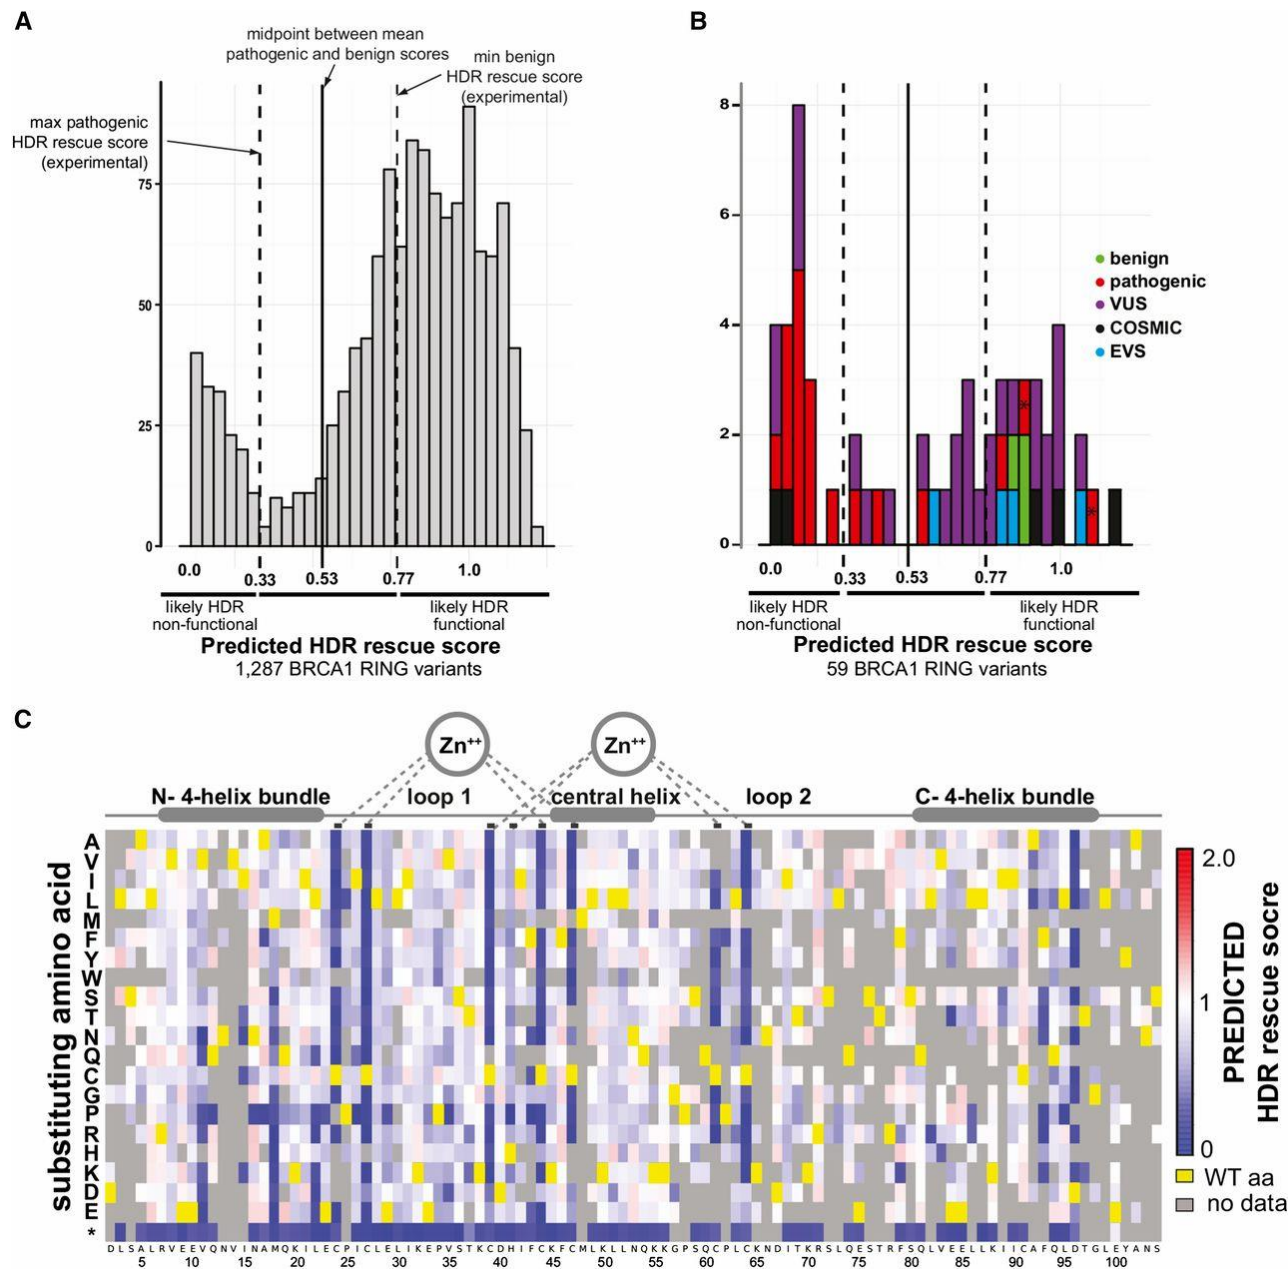 A
midpoint between mean
pathogenic and benign scores
min benign
HDR rescue score
(experimental)
max pathogenic
HDR rescue score
(experimental)
75
50
25
0
0.0
0.33
0.53
0.77
1.0
likely HDR
non-functional
likely HDR
functional
Predicted HDR rescue score
1,287 BRCA1 RING variants
B
8
6
4
2
0
benign
pathogenic
VUS
COSMIC
EVS
*
*
0.0
0.33
0.53
0.77
1.0
likely HDR
non-functional
likely HDR
functional
Predicted HDR rescue score
59 BRCA1 RING variants
C
Zn++
Zn++
N- 4-helix bundle
loop 1
central helix
loop 2
C- 4-helix bundle
substituting amino acid
A
V
I
L
M
F
Y
W
S
T
N
Q
C
G
P
R
H
K
D
E
*
D L S A L R V E E V Q N V I N A M Q K I L E C P I C L E L I K E P V S T K C D H I F C K F C M L K L L N Q K K G P S Q C P L C K N D I T K R S L Q E S T R F S Q L V E E L L K I I C A F Q L D T G L E Y A N S
5 10 15 20 25 30 35 40 45 50 55 60 65 70 75 80 85 90 95 100
2.0
1
0
PREDICTED
HDR rescue socre
WT aa
no data